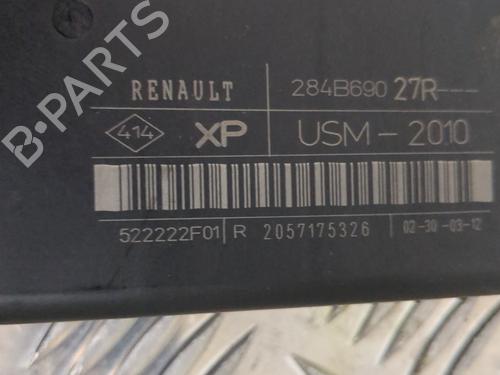 RENAULT 284B690 27R---
414 XP USM-2010
522222F01 R 2057175326 02-30-03-12
B-PARTS